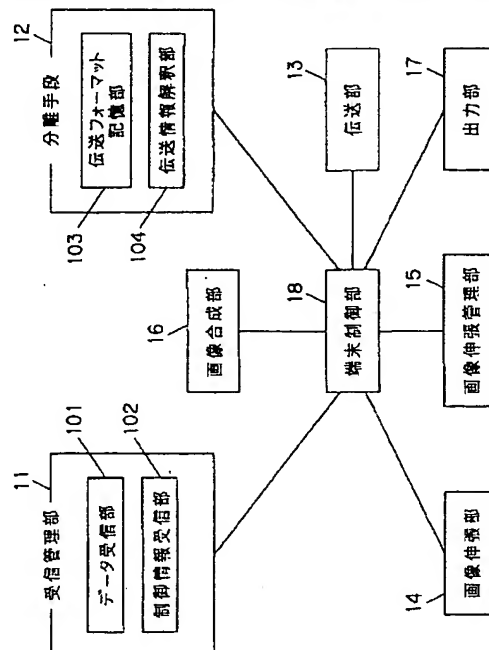 11
受信管理部
101
データ受信部
102
制御情報受信部
12
分離手段
伝送フォーマット
記憶部
103
伝送情報解釈部
104
16
画像合成部
18
端末制御部
13
伝送部
14
画像伸張部
15
画像伸張管理部
17
出力部